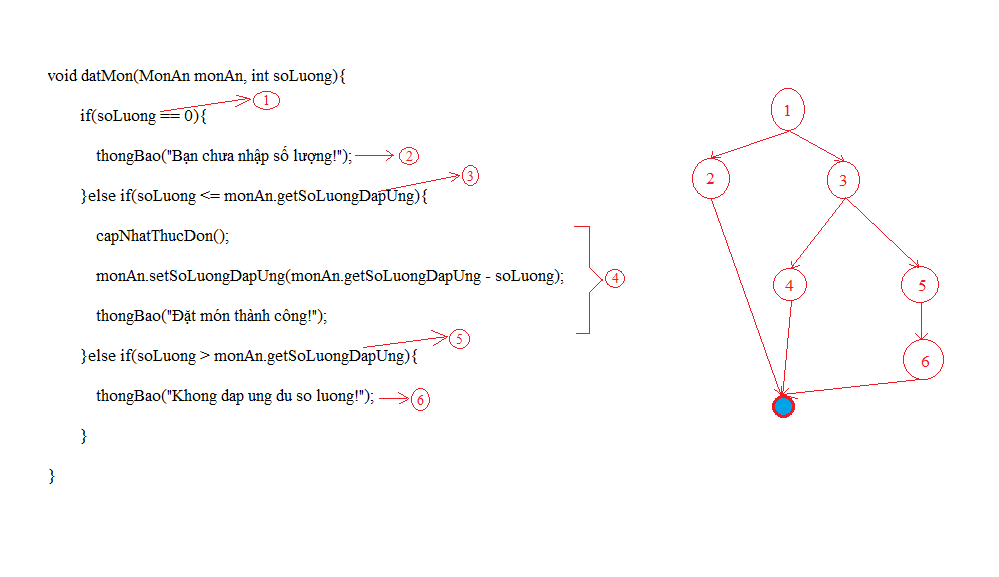 void datMon(MonAn monAn, int soLuong){
if(soLuong == 0){
1
thongBao("Bạn chưa nhập số lượng!");
2
}else if(soLuong <= monAn.getSoLuongDapUng){
3
capNhatThucDon();
monAn.setSoLuongDapUng(monAn.getSoLuongDapUng - soLuong);
4
thongBao("Đặt món thành công!");
}else if(soLuong > monAn.getSoLuongDapUng){
5
thongBao("Khong dap ung du so luong!");
6
}
}
1
2
3
4
5
6